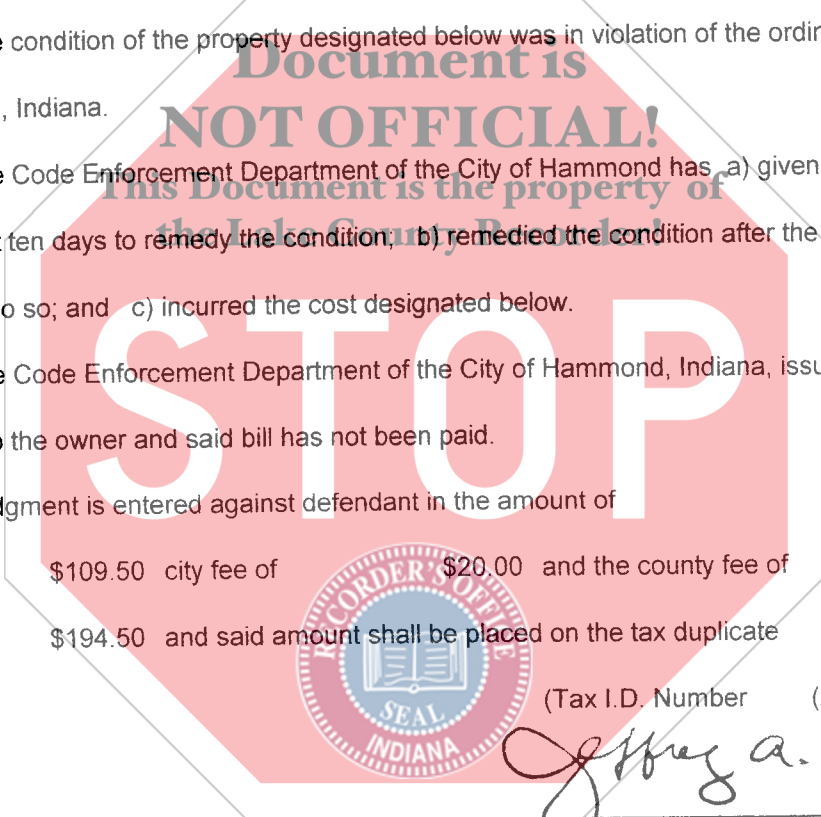 e condition of the property designated below was in violation of the ordin
Document is
, Indiana.
NOT OFFICIAL!
e Code Enforcement Department of the City of Hammond has a) given
This Document is the property of
the Lake County Recorder!
t ten days to remedy the condition; b) remedied the condition after the
o so; and c) incurred the cost designated below.
STOP
e Code Enforcement Department of the City of Hammond, Indiana, issu
o the owner and said bill has not been paid.
dgment is entered against defendant in the amount of
$109.50 city fee of $20.00 and the county fee of
$194.50 and said amount shall be placed on the tax duplicate
RECORDER'S OFFICE
SEAL
INDIANA
(Tax I.D. Number (
Jeffrey A.